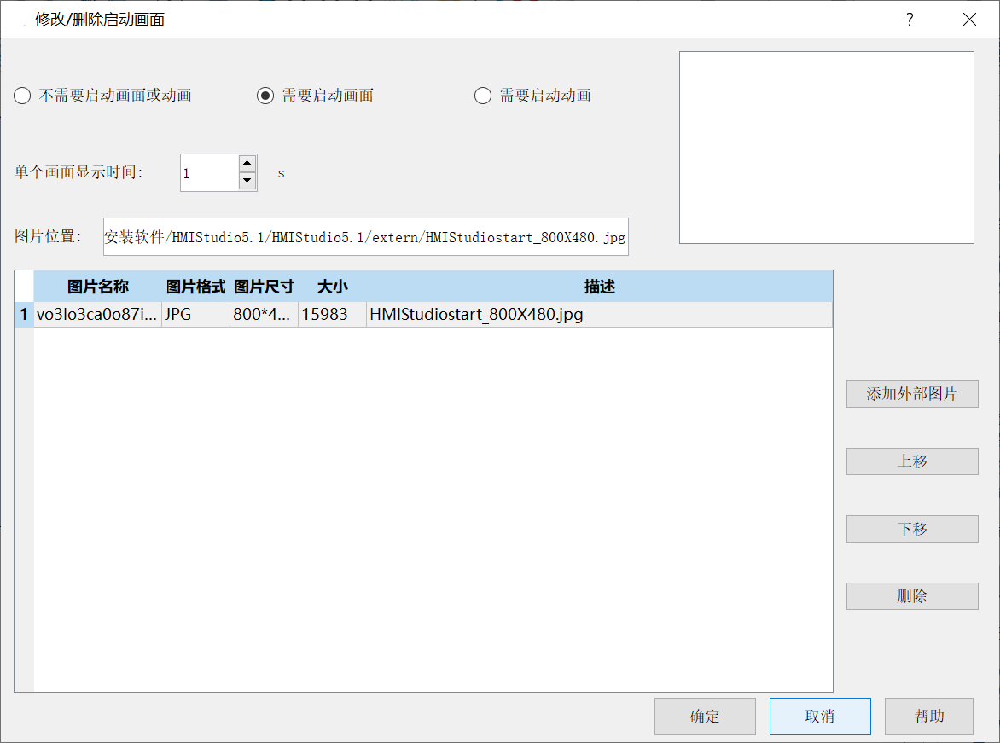 修改/删除启动画面 ?
不需要启动画面或动画 需要启动画面 需要启动动画
单个画面显示时间: 1 s
图片位置: 安装软件/HMIStudio5.1/HMIStudio5.1/extern/HMIStudiostart_800X480.jpg
图片名称 图片格式 图片尺寸 大小 描述
1 vo3lo3ca0o87i... JPG 800*4... 15983 HMIStudiostart_800X480.jpg
添加外部图片
上移
下移
删除
确定 取消 帮助